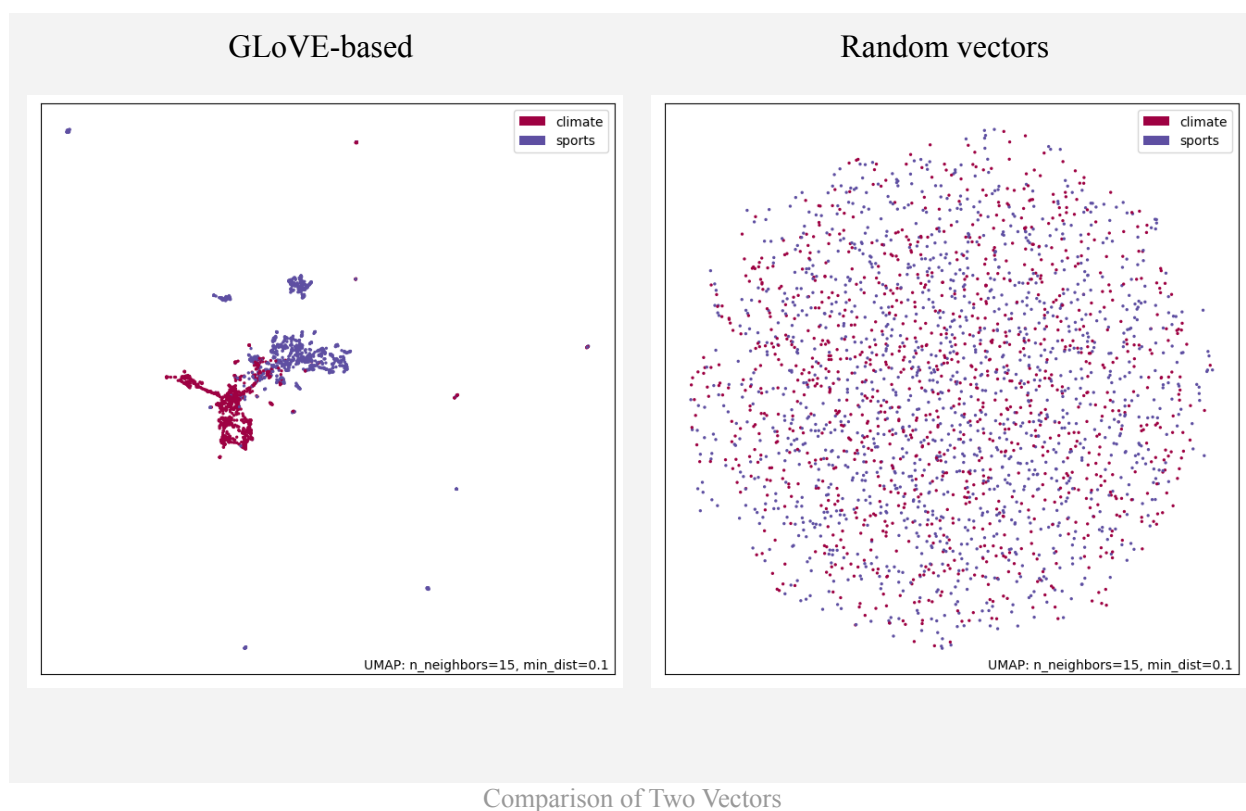 GLoVE-based
Random vectors
climate
sports
climate
sports
UMAP: n_neighbors=15, min_dist=0.1
UMAP: n_neighbors=15, min_dist=0.1
Comparison of Two Vectors